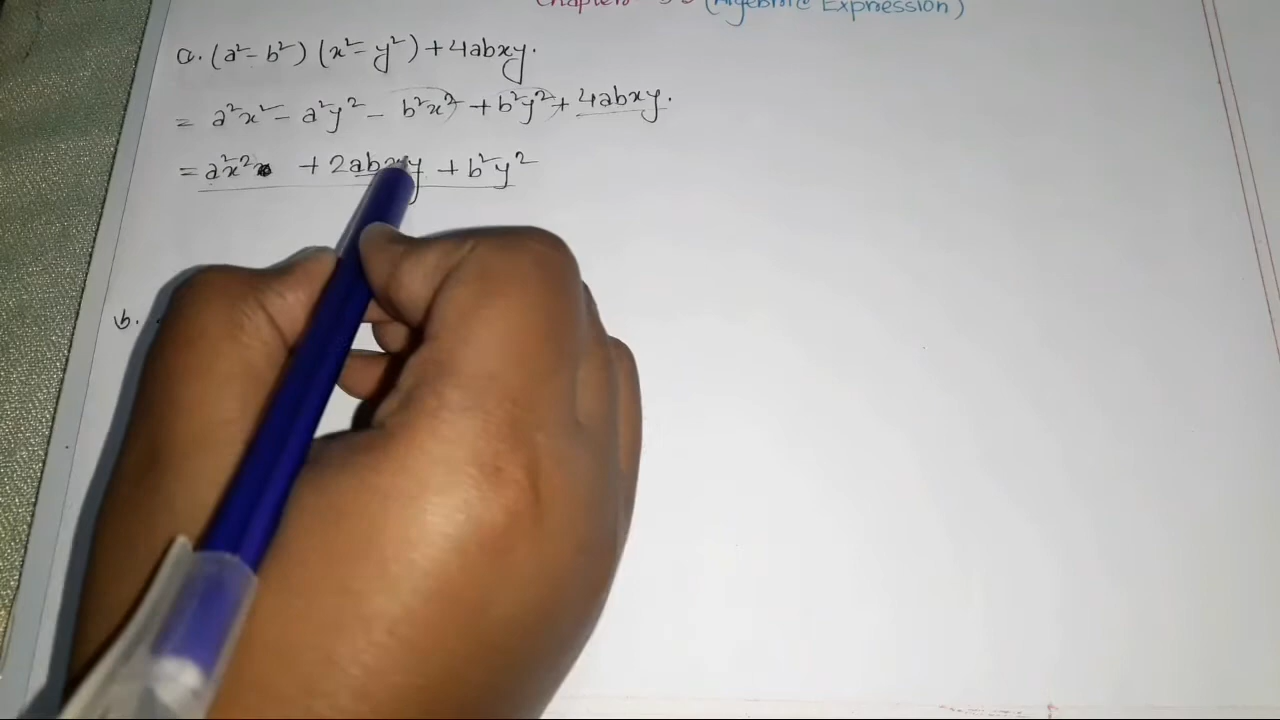 (Algebraic Expression)
a. (a² - b²) (x² - y²) + 4abxy.
= a²x² - a²y² - b²x² + b²y² + 4abxy.
= a²x² + 2abxy + b²y²
b.